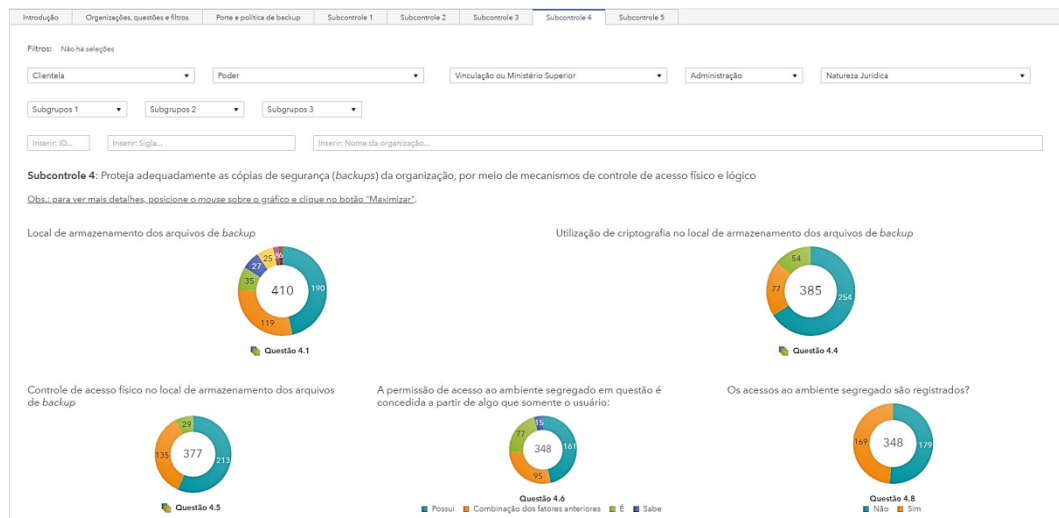 Introdução Organizações, questões e filtros Porte e política de backup Subcontrole 1 Subcontrole 2 Subcontrole 3 Subcontrole 4 Subcontrole 5
Filtros: Não há seleções
Clientela Poder Vinculação ou Ministério Superior Administração Natureza Jurídica
Subgrupos 1 Subgrupos 2 Subgrupos 3
Inserir: ID... Inserir: Sigla... Inserir: Nome da organização...
Subcontrole 4: Proteja adequadamente as cópias de segurança (backups) da organização, por meio de mecanismos de controle de acesso físico e lógico
Obs.: para ver mais detalhes, posicione o mouse sobre o gráfico e clique no botão "Maximizar".
Local de armazenamento dos arquivos de backup
25
27
35
410
190
119
Questão 4.1
Utilização de criptografia no local de armazenamento dos arquivos de backup
54
77
385
254
Questão 4.4
Controle de acesso físico no local de armazenamento dos arquivos
de backup
29
135
377
213
Questão 4.5
A permissão de acesso ao ambiente segregado em questão é
concedida a partir de algo que somente o usuário:
15
77
348
161
95
Questão 4.6
Possui Combinação dos fatores anteriores É Sabe
Os acessos ao ambiente segregado são registrados?
169
348
179
Questão 4.8
Não Sim